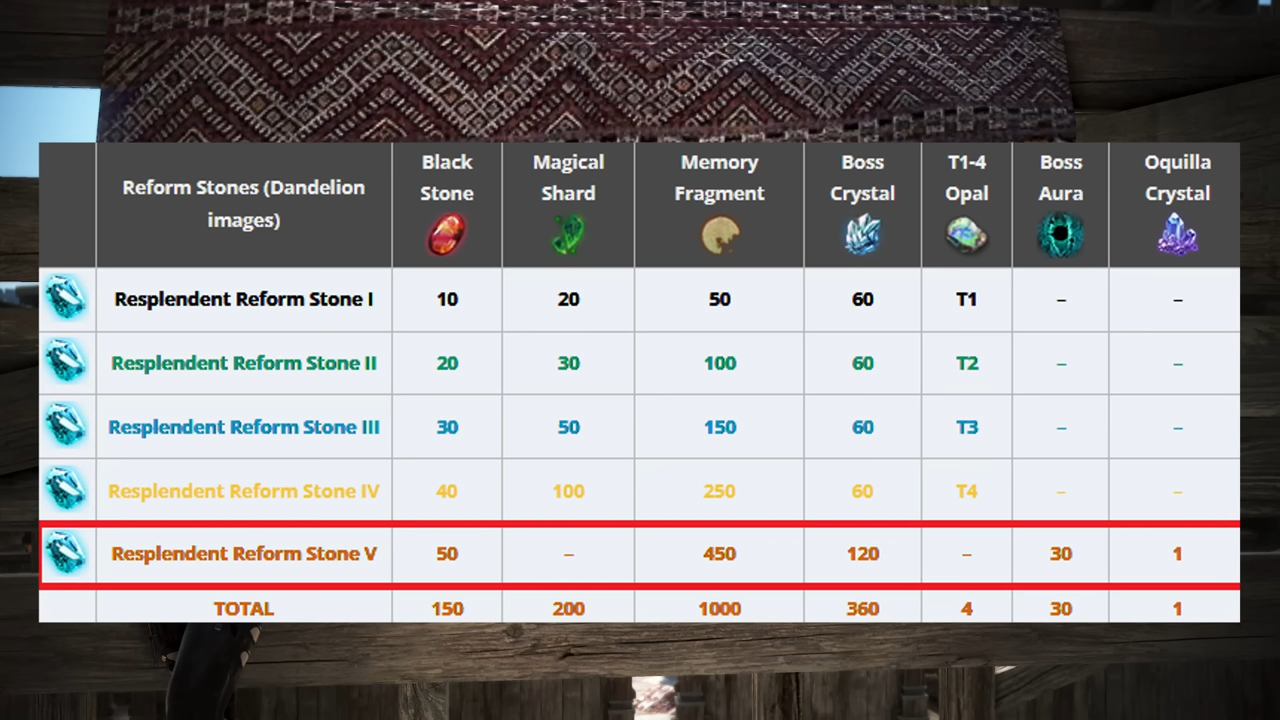 Reform Stones (Dandelion images) Black Stone Magical Shard Memory Fragment Boss Crystal T1-4 Opal Boss Aura Oquilla Crystal
Resplendent Reform Stone I 10 20 50 60 T1 – –
Resplendent Reform Stone II 20 30 100 60 T2 – –
Resplendent Reform Stone III 30 50 150 60 T3 – –
Resplendent Reform Stone IV 40 100 250 60 T4 – –
Resplendent Reform Stone V 50 – 450 120 – 30 1
TOTAL 150 200 1000 360 4 30 1